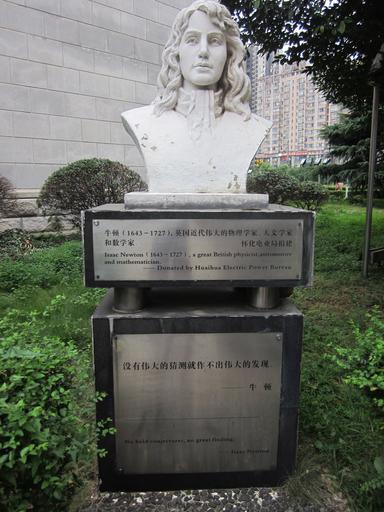 牛顿（1643-1727），英国近代伟大的物理学家、天文学家
和数学家 怀化电业局捐建
Isaac Newton (1643-1727), a great British physicist, astronomer
and mathematician.
—— Donated by Huaihua Electric Power Bureau
没有伟大的猜测就作不出伟大的发现.
—— 牛 顿
No bold conjecture, no great finding.
—— Isaac Newton